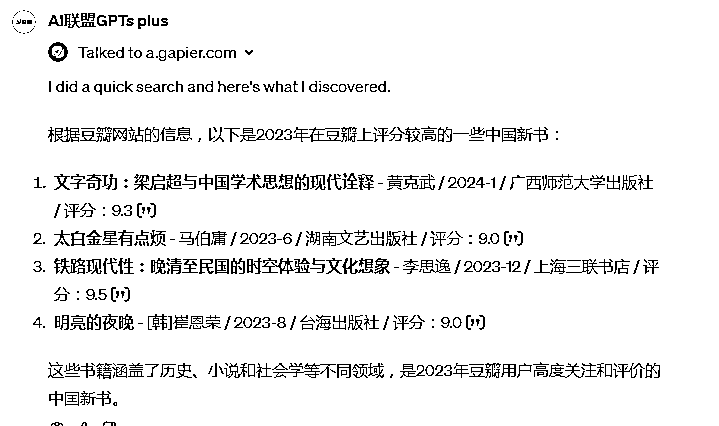 AI联盟GPTs plus
Talked to a.gapier.com
I did a quick search and here's what I discovered.
根据豆瓣网站的信息，以下是2023年在豆瓣上评分较高的一些中国新书：
1. 文字奇功：梁启超与中国学术思想的现代诠释 - 黄克武 / 2024-1 / 广西师范大学出版社
/ 评分：9.3 (”)
2. 太白金星有点烦 - 马伯庸 / 2023-6 / 湖南文艺出版社 / 评分：9.0 (”)
3. 铁路现代性：晚清至民国的时空体验与文化想象 - 李思逸 / 2023-12 / 上海三联书店 / 评
分：9.5 (”)
4. 明亮的夜晚 - [韩]崔恩荣 / 2023-8 / 台海出版社 / 评分：9.0 (”)
这些书籍涵盖了历史、小说和社会学等不同领域，是2023年豆瓣用户高度关注和评价的
中国新书。